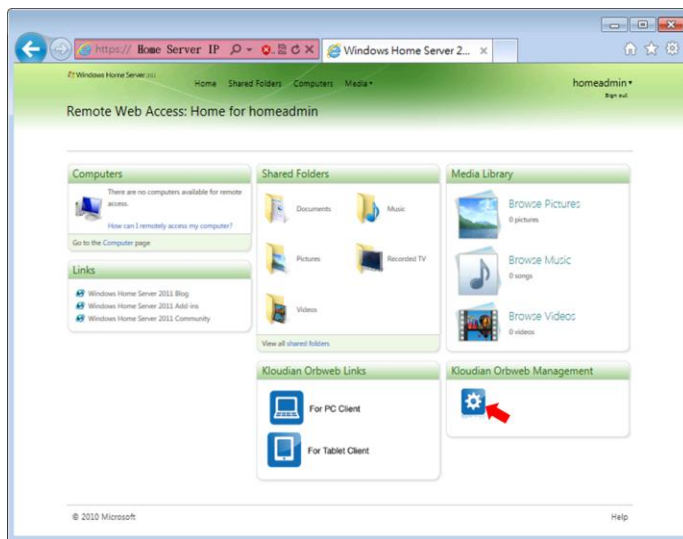 https:// Home Server IP
Windows Home Server 2...
Windows Home Server 2011
Home Shared Folders Computers Media
homeadmin
Sign out
Remote Web Access: Home for homeadmin
Computers
There are no computers available for remote
access.
How can I remotely access my computer?
Go to the Computer page
Links
Windows Home Server 2011 Blog
Windows Home Server 2011 Add-ins
Windows Home Server 2011 Community
Shared Folders
Documents
Music
Pictures
Recorded TV
Videos
View all shared folders
Media Library
Browse Pictures
0 pictures
Browse Music
0 songs
Browse Videos
0 videos
Kloudian Orbweb Links
For PC Client
For Tablet Client
Kloudian Orbweb Management
© 2010 Microsoft
Help